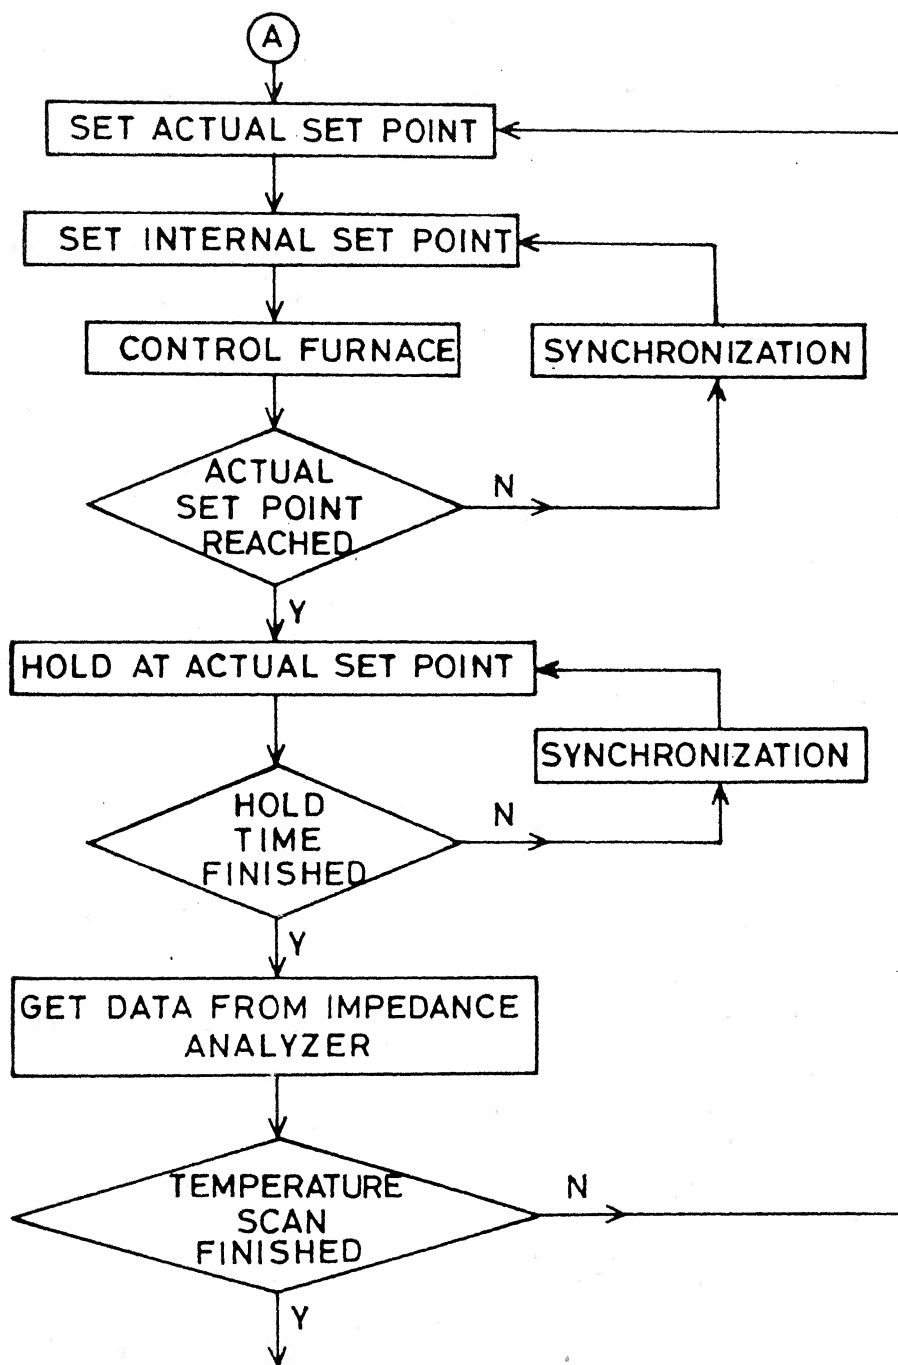 A
SET ACTUAL SET POINT
SET INTERNAL SET POINT
CONTROL FURNACE
SYNCHRONIZATION
ACTUAL
SET POINT
REACHED
N
Y
HOLD AT ACTUAL SET POINT
SYNCHRONIZATION
HOLD
TIME
FINISHED
N
Y
GET DATA FROM IMPEDANCE
ANALYZER
TEMPERATURE
SCAN
FINISHED
N
Y